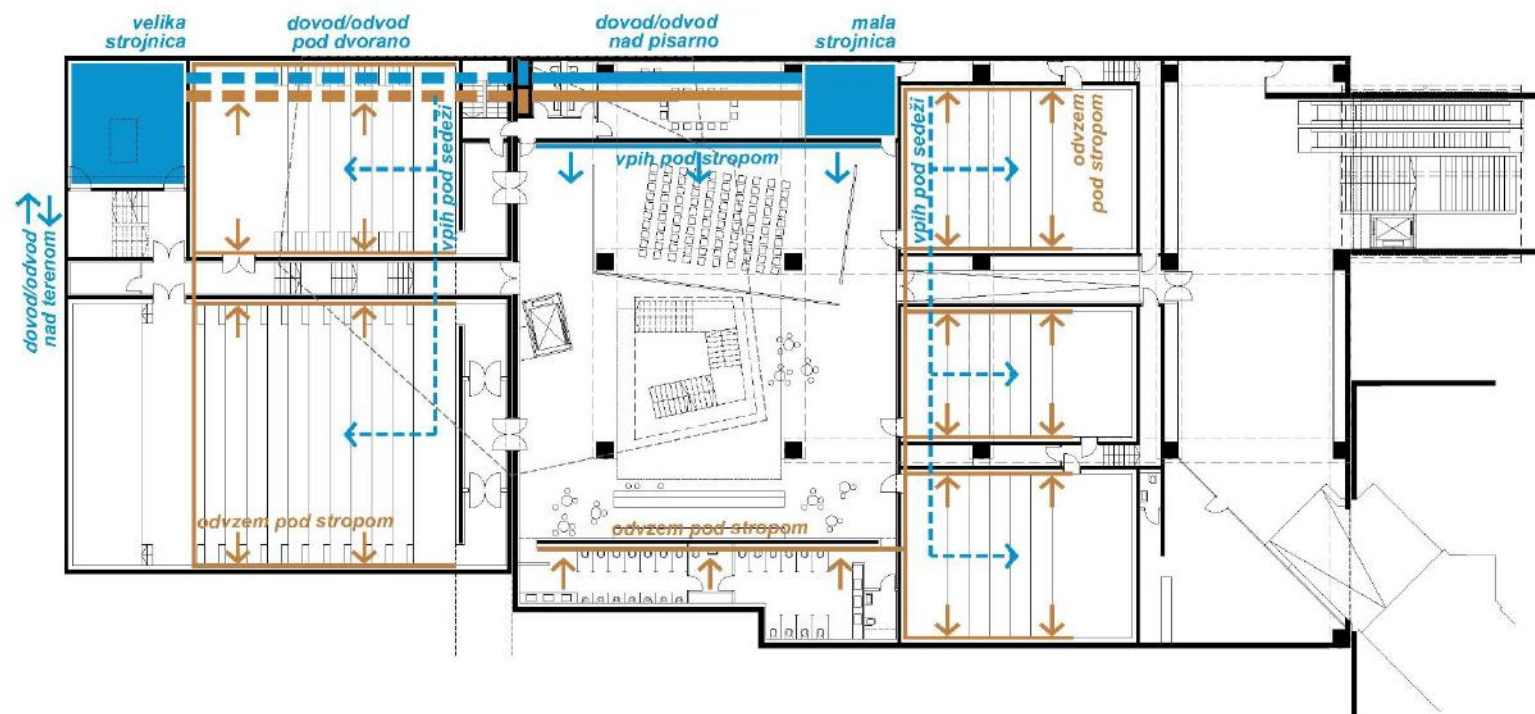 velika
strojnica
dovod/odvod
pod dvorano
dovod/odvod
nad pisarno
mala
strojnica
dovod/odvod
nad terenom
vpih pod sedeži
vpih pod stropom
vpih pod sedeži
odvzem
pod stropom
odvzem pod stropom
odvzem pod stropom